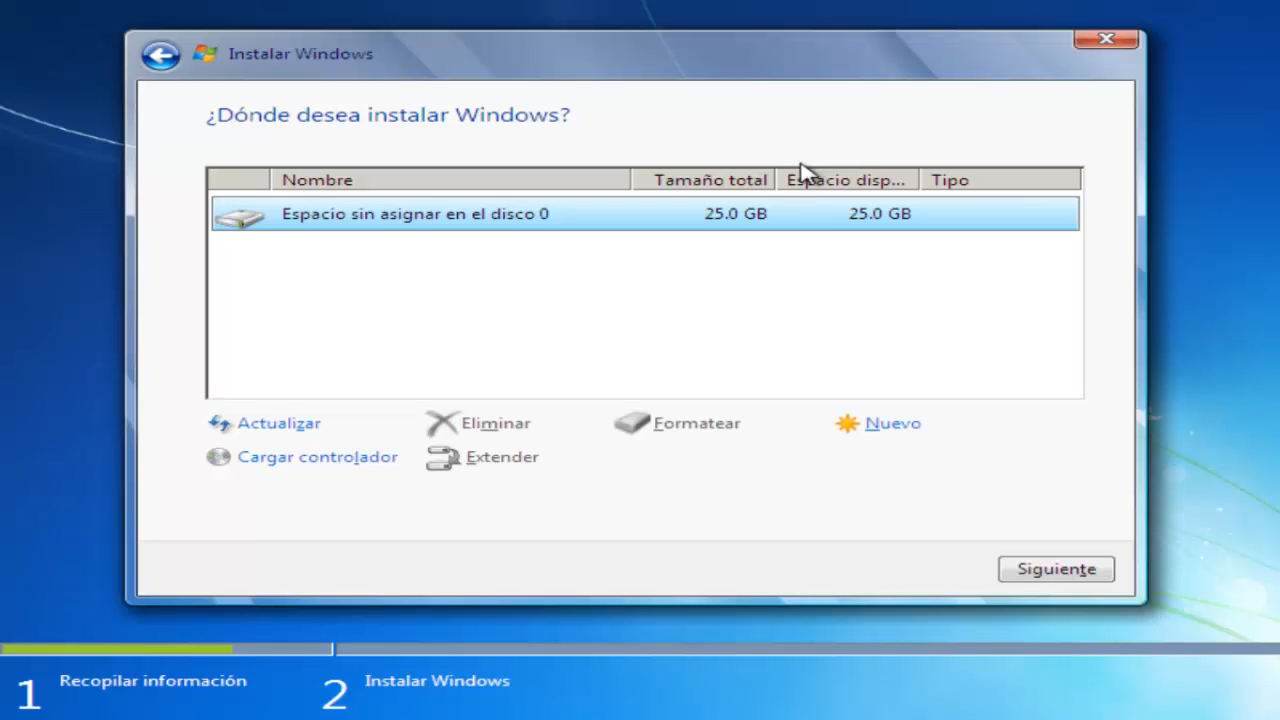 Instalar Windows
¿Dónde desea instalar Windows?
Nombre Tamaño total Espacio disp... Tipo
Espacio sin asignar en el disco 0 25.0 GB 25.0 GB
Actualizar Eliminar Formatear Nuevo
Cargar controlador Extender
Siguiente
1 Recopilar información 2 Instalar Windows